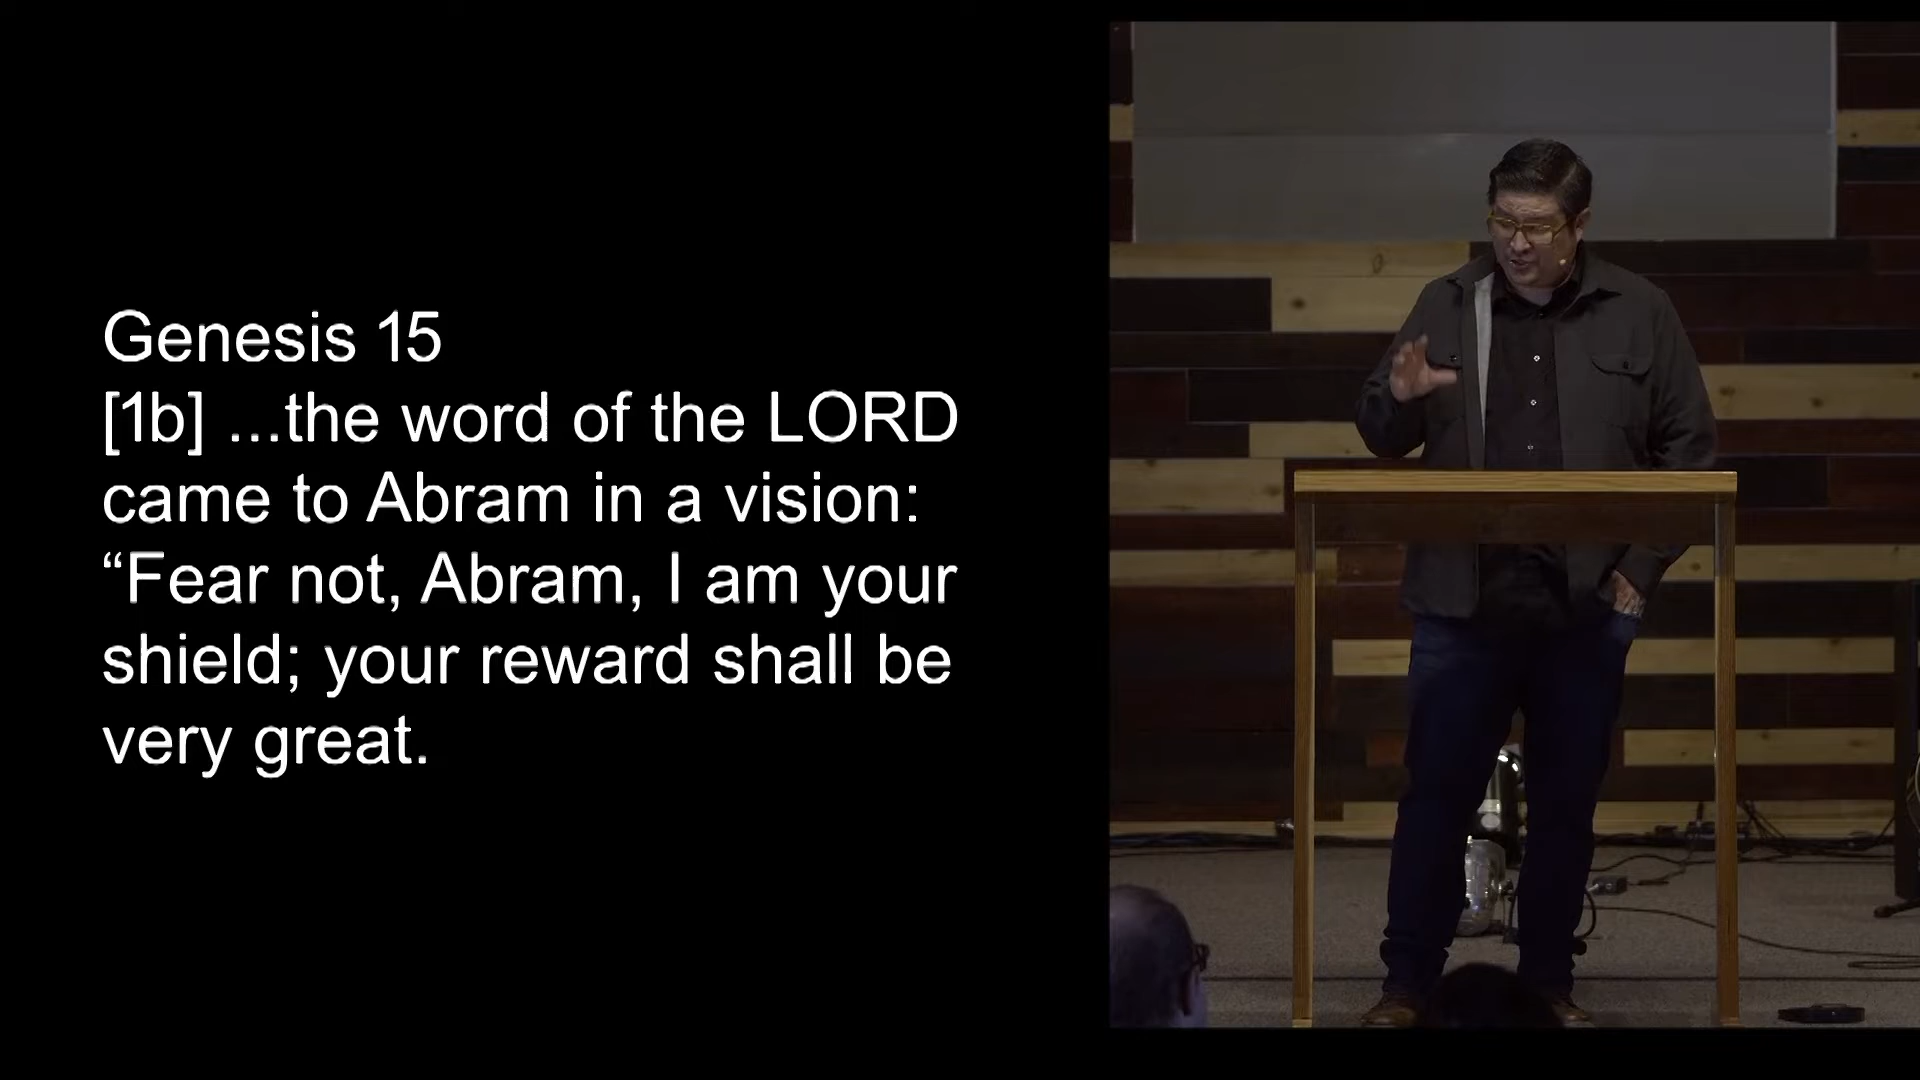 Genesis 15
[1b] ...the word of the LORD
came to Abram in a vision:
“Fear not, Abram, I am your
shield; your reward shall be
very great.